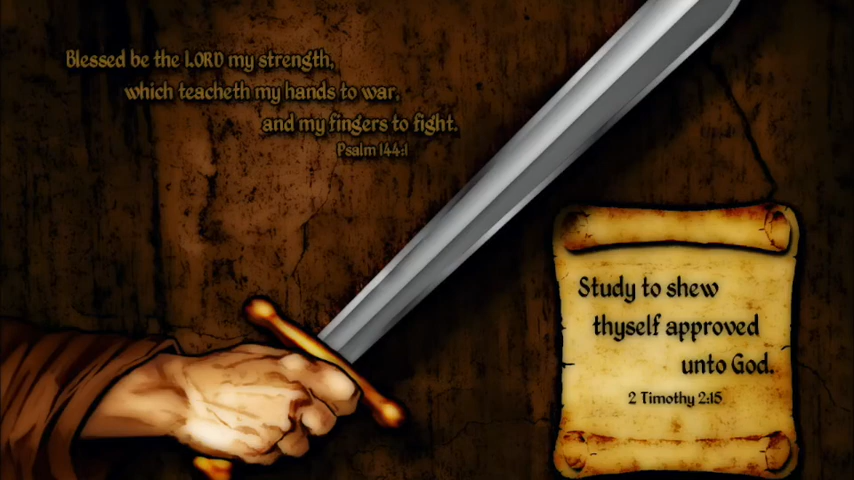 Blessed be the LORD my strength,
which teacheth my hands to war,
and my fingers to fight.
Psalm 144:1
Study to shew
thyself approved
unto God.
2 Timothy 2:15